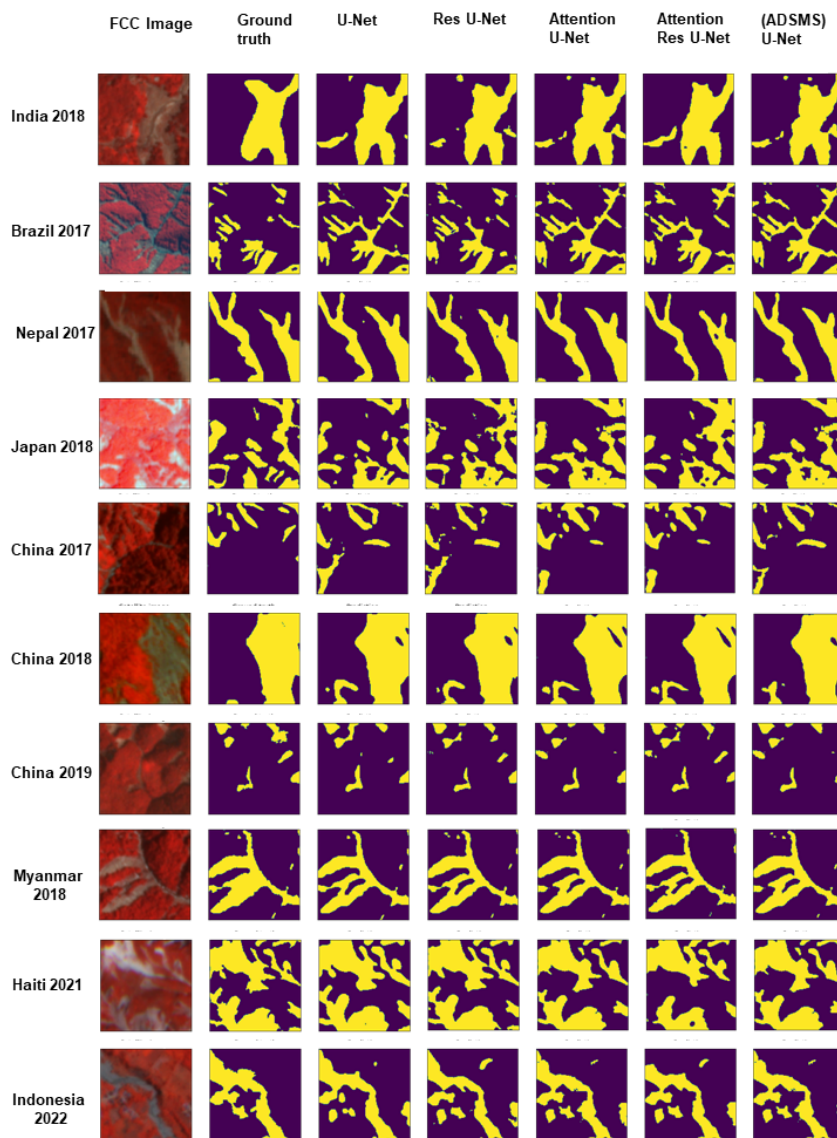 FCC Image
Ground
truth
U-Net
Res U-Net
Attention
U-Net
Attention
Res U-Net
(ADSMS)
U-Net
India 2018
Brazil 2017
Nepal 2017
Japan 2018
China 2017
China 2018
China 2019
Myanmar
2018
Haiti 2021
Indonesia
2022